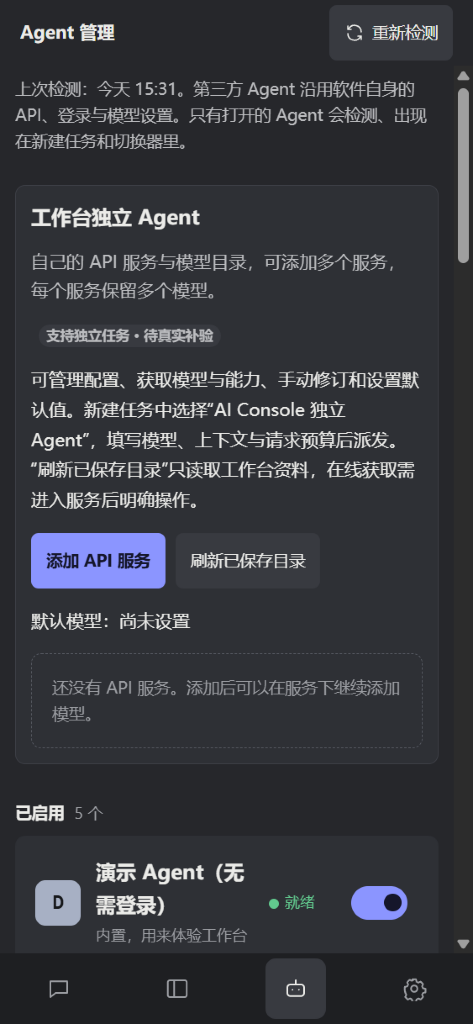 Agent 管理
重新检测
上次检测：今天 15:31。第三方 Agent 沿用软件自身的
API、登录与模型设置。只有打开的 Agent 会检测、出现
在新建任务和切换器里。
工作台独立 Agent
自己的 API 服务与模型目录，可添加多个服务，
每个服务保留多个模型。
支持独立任务・待真实补验
可管理配置、获取模型与能力、手动修订和设置默
认值。新建任务中选择“AI Console 独立
Agent”，填写模型、上下文与请求预算后派发。
“刷新已保存目录”只读取工作台资料，在线获取需
进入服务后明确操作。
添加 API 服务
刷新已保存目录
默认模型：尚未设置
还没有 API 服务。添加后可以在服务下继续添加
模型。
已启用 5 个
D
演示 Agent（无
需登录）
就绪
内置，用来体验工作台